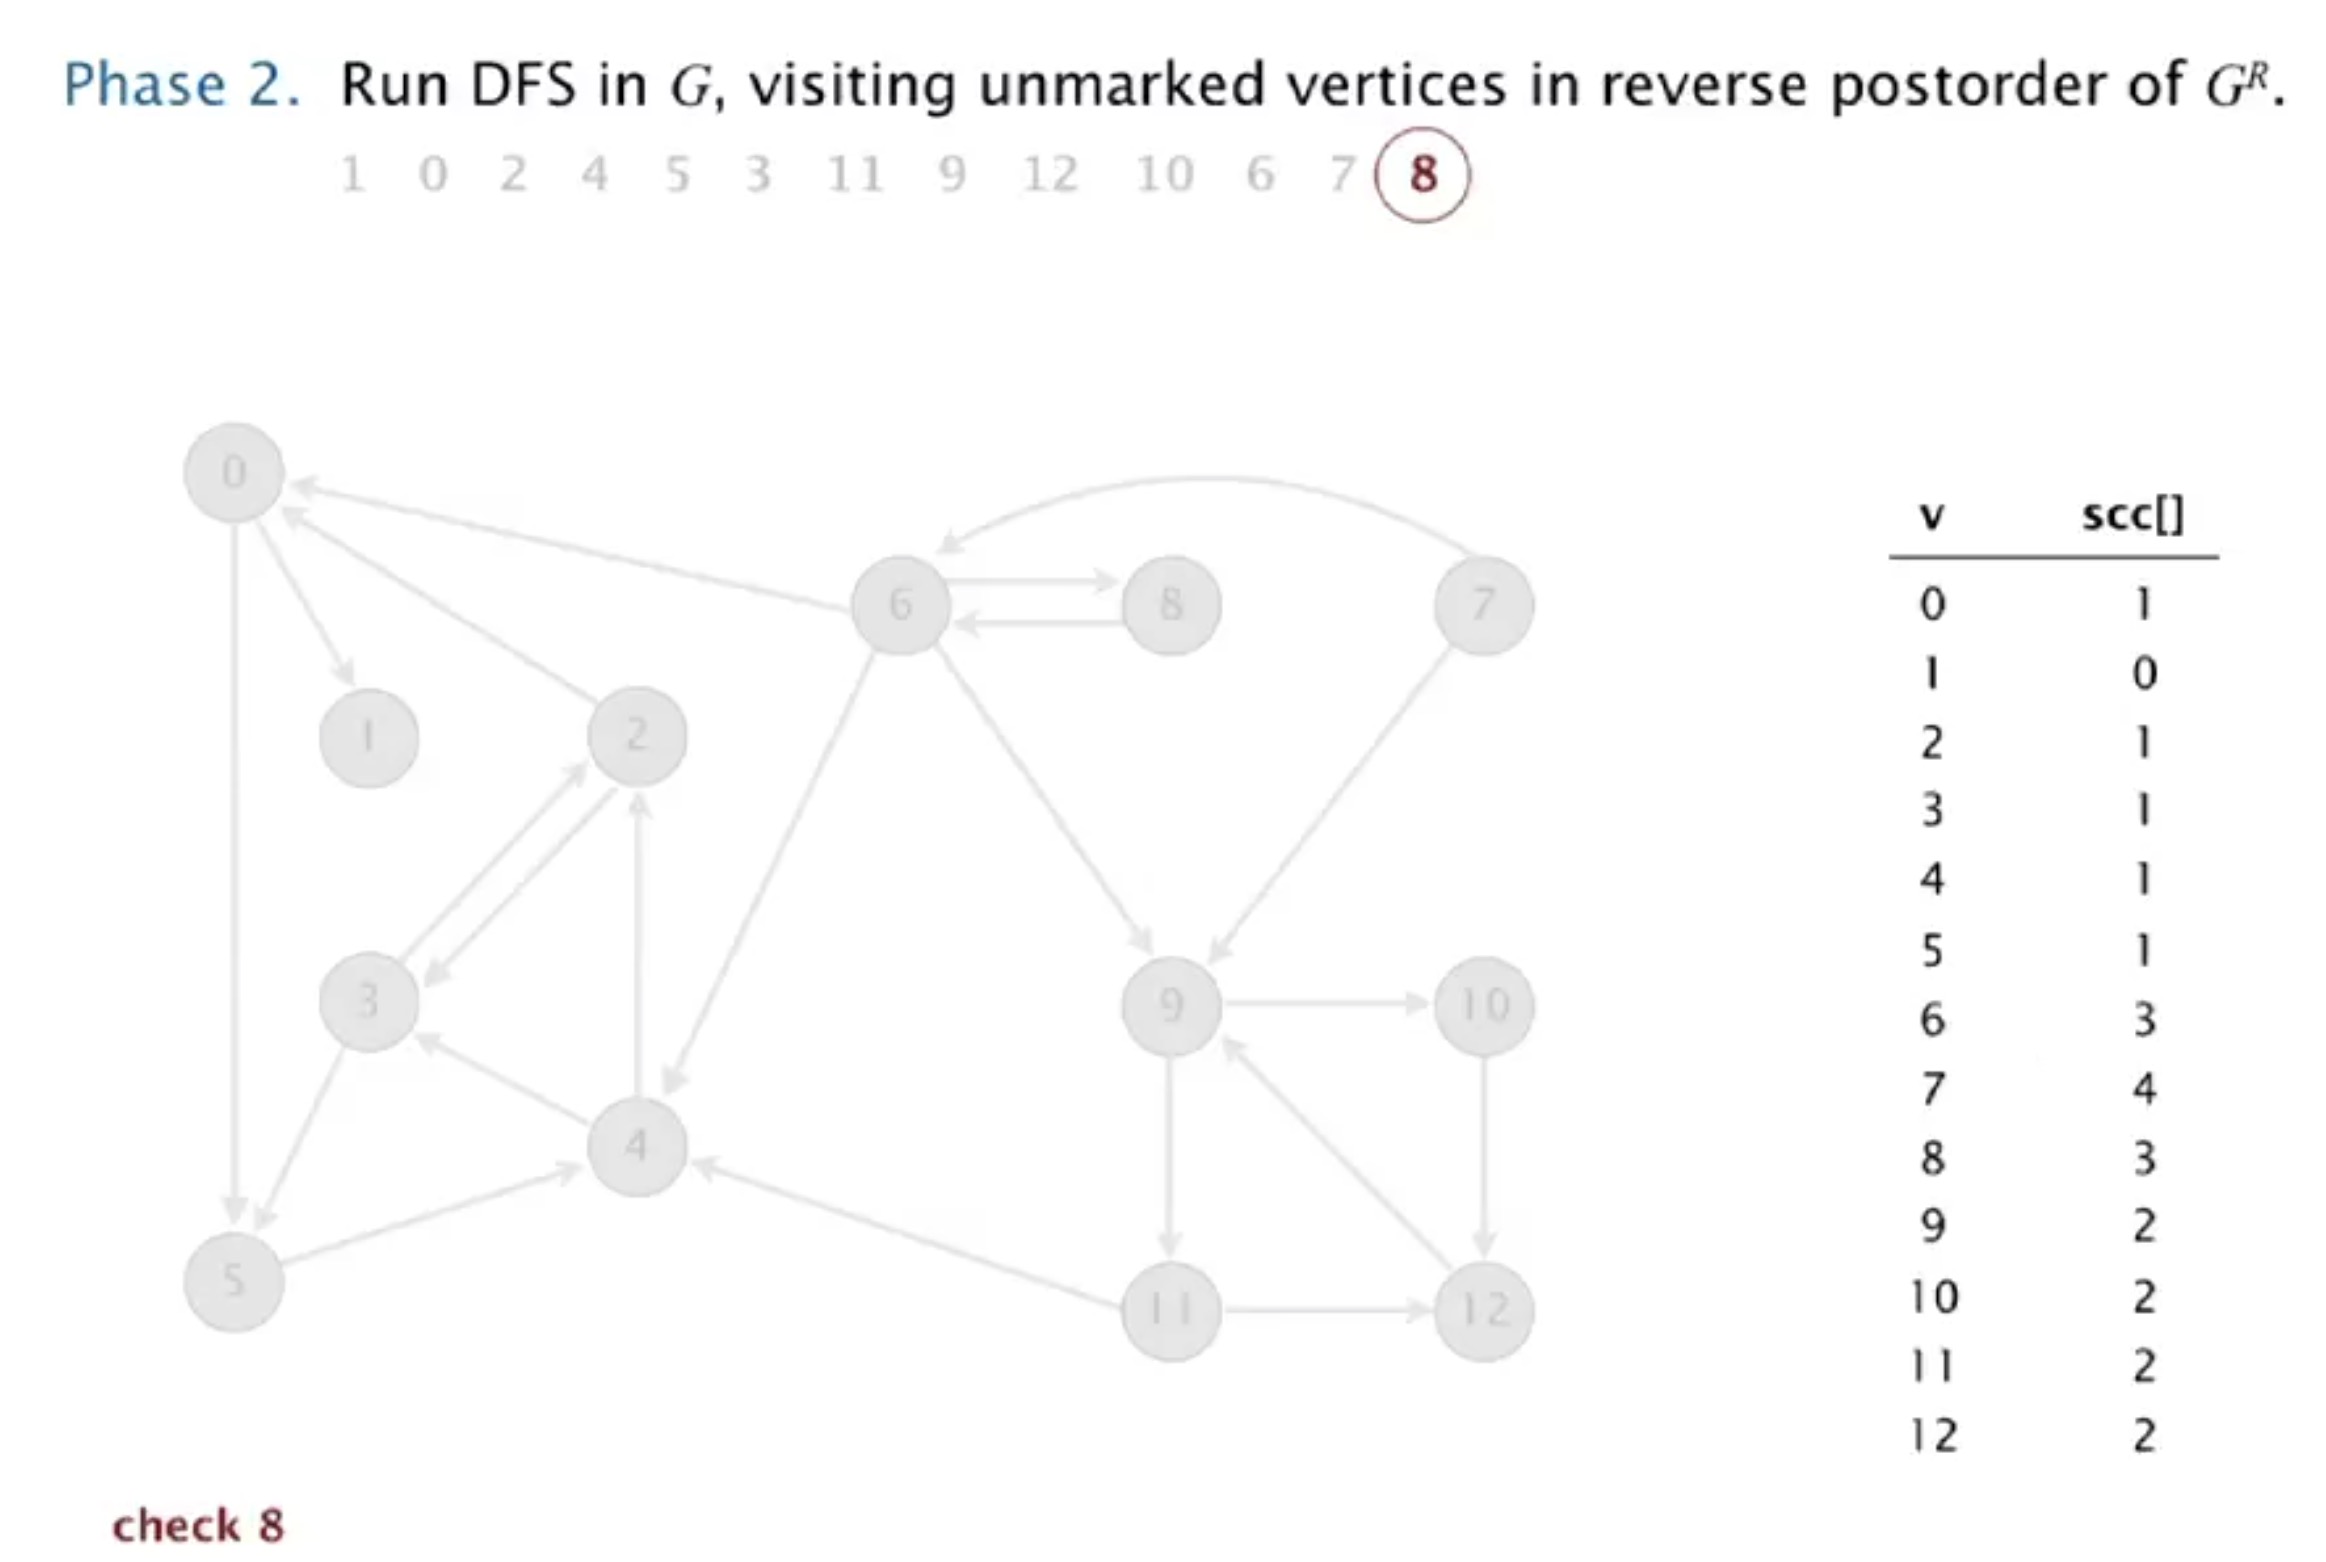 Phase 2. Run DFS in G, visiting unmarked vertices in reverse postorder of Gᴿ.
1 0 2 4 5 3 11 9 12 10 6 7 8
0
6 8 7
1 2
3 9 10
4
5 11 12
v scc[]
0 1
1 0
2 1
3 1
4 1
5 1
6 3
7 4
8 3
9 2
10 2
11 2
12 2
check 8